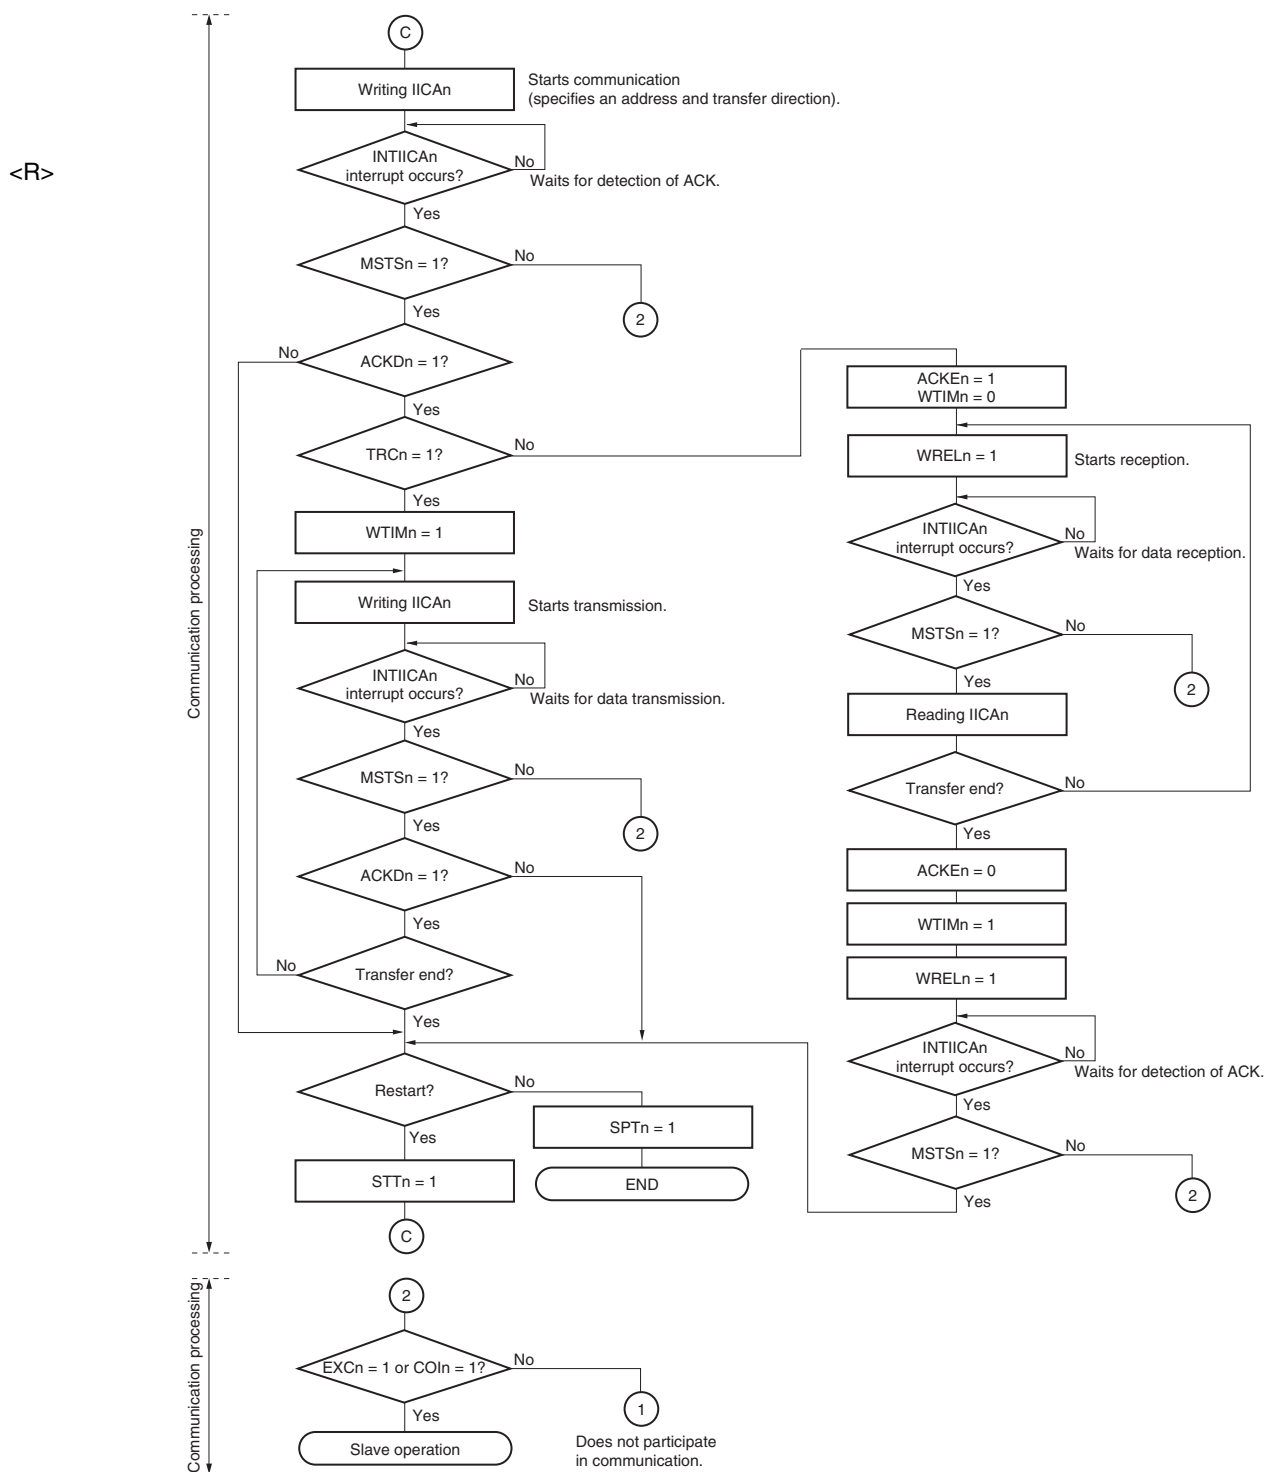 C
Writing IICAn
Starts communication
(specifies an address and transfer direction).
<R>
INTIICAn
interrupt occurs?
No
Waits for detection of ACK.
Yes
MSTSn = 1?
No
2
Yes
ACKDn = 1?
No
Yes
TRCn = 1?
No
Yes
WTIMn = 1
Writing IICAn
Starts transmission.
INTIICAn
interrupt occurs?
No
Waits for data transmission.
Yes
MSTSn = 1?
No
2
Yes
ACKDn = 1?
No
Yes
Transfer end?
No
Yes
Restart?
No
SPTn = 1
END
Yes
STTn = 1
C
Communication processing
ACKEn = 1
WTIMn = 0
WRELn = 1
Starts reception.
INTIICAn
interrupt occurs?
No
Waits for data reception.
Yes
MSTSn = 1?
No
2
Yes
Reading IICAn
Transfer end?
No
Yes
ACKEn = 0
WTIMn = 1
WRELn = 1
INTIICAn
interrupt occurs?
No
Waits for detection of ACK.
Yes
MSTSn = 1?
No
2
Yes
Communication processing
2
EXCn = 1 or COIn = 1?
No
1
Does not participate
in communication.
Yes
Slave operation